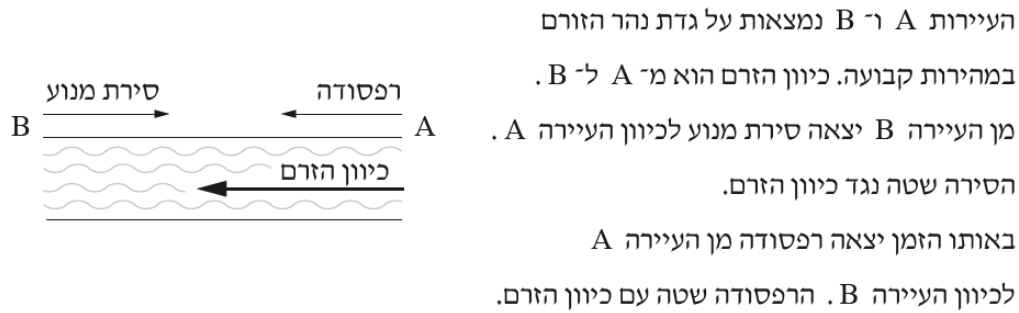 העיירות A ו־ B נמצאות על גדת נהר הזורם
במהירות קבועה. כיוון הזרם הוא מ־ A ל־ B .
מן העיירה B יצאה סירת מנוע לכיוון העיירה A .
הסירה שטה נגד כיוון הזרם.
באותו הזמן יצאה רפסודה מן העיירה A
לכיוון העיירה B . הרפסודה שטה עם כיוון הזרם.
רפסודה
סירת מנוע
A
B
כיוון הזרם